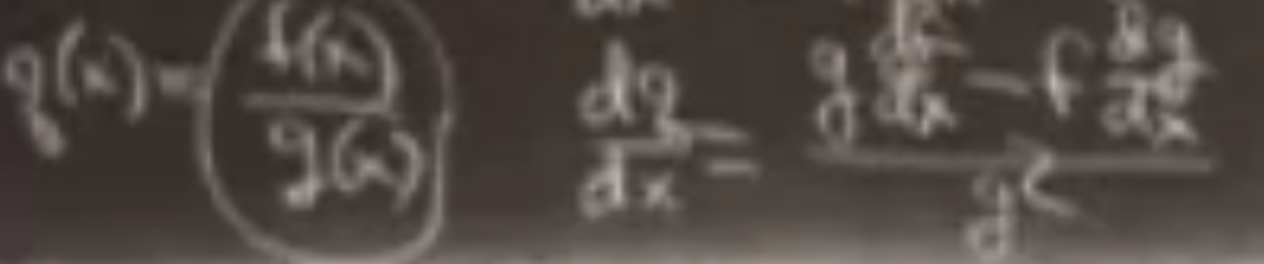 q(x) = f(x)/g(x) dq/dx = (g df/dx - f dg/dx)/g²